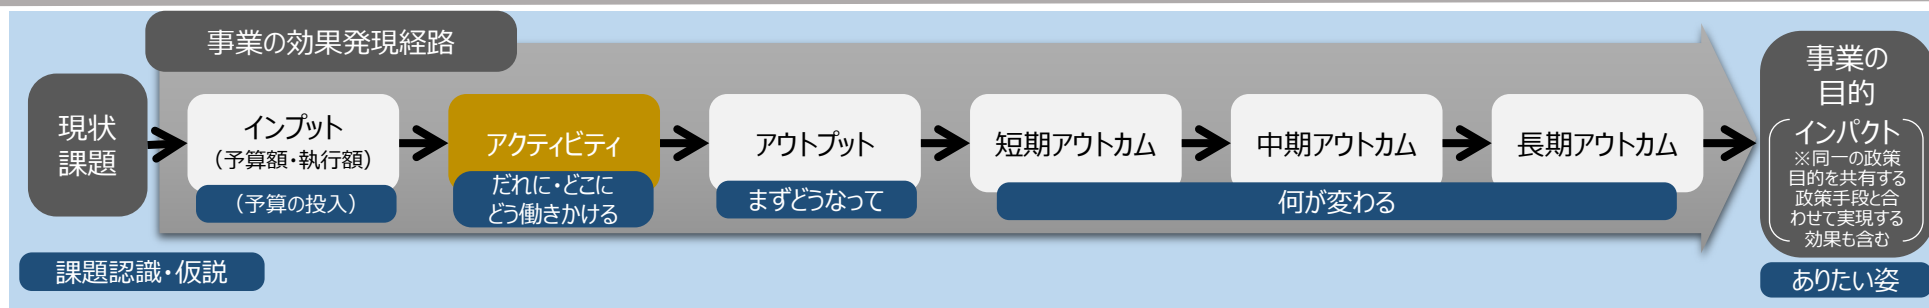 事業の効果発現経路
現状
課題
インプット
（予算額・執行額）
（予算の投入）
アクティビティ
だれに・どこに
どう働きかける
アウトプット
まずどうなって
短期アウトカム
中期アウトカム
長期アウトカム
何が変わる
事業の
目的
インパクト
※同一の政策
目的を共有する
政策手段と合
わせて実現する
効果も含む
課題認識・仮説
ありたい姿